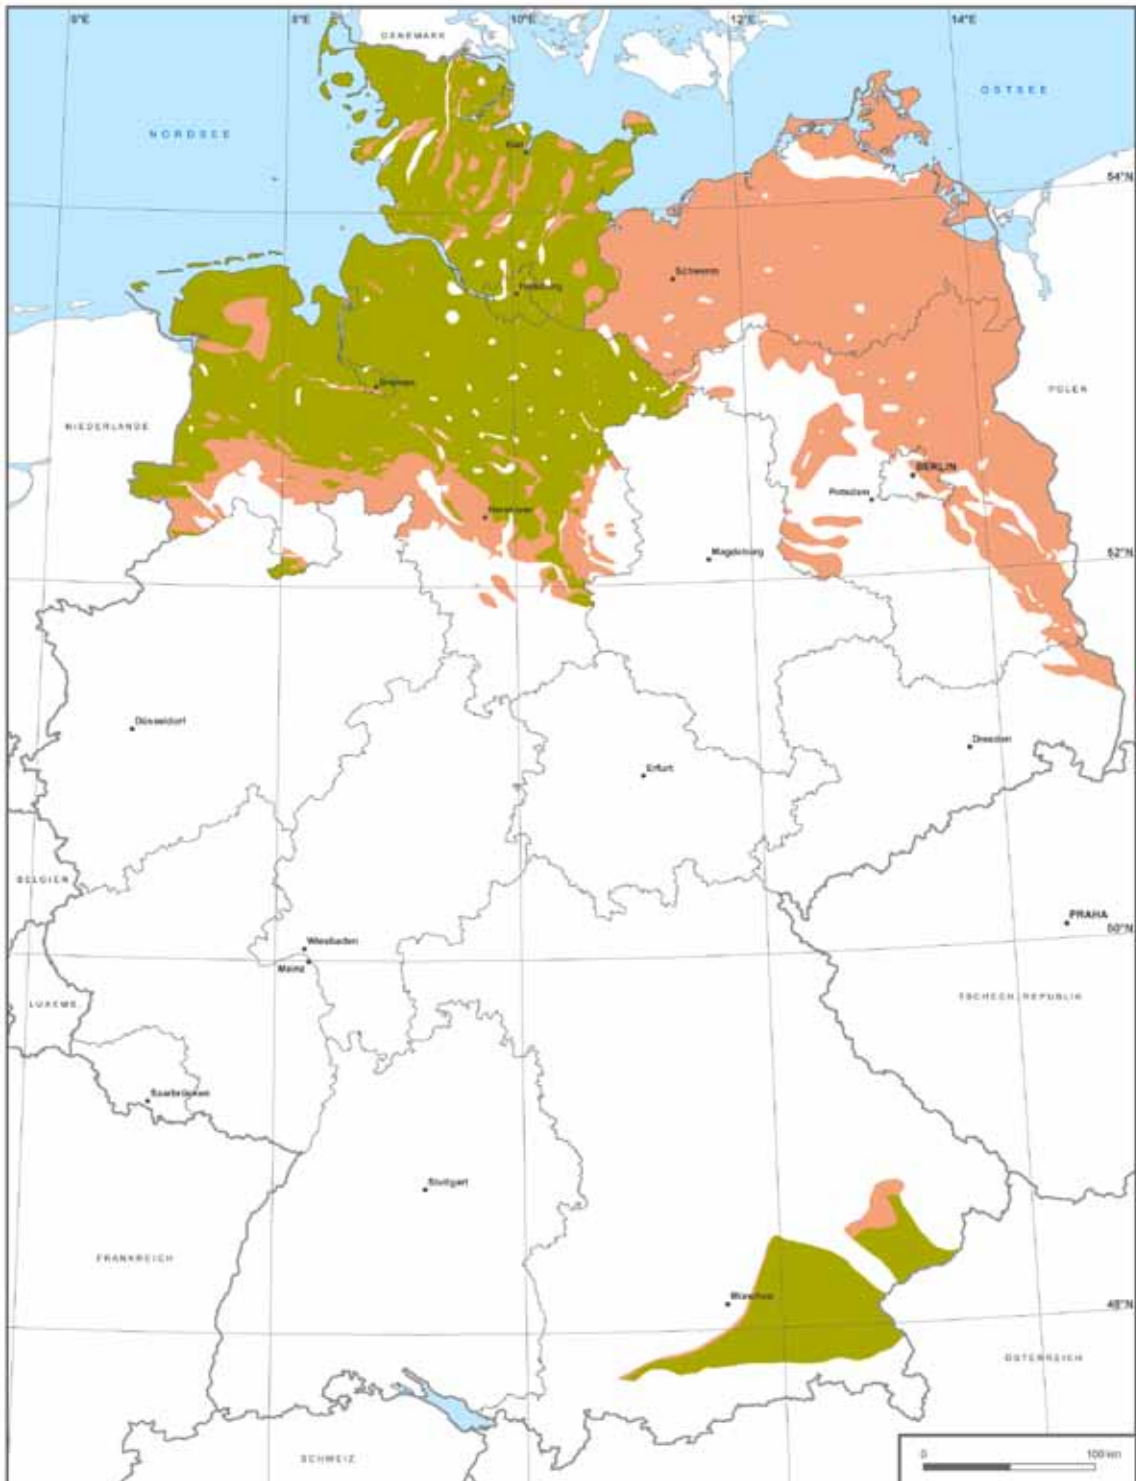 6°E
8°E
10°E
12°E
14°E
DÄNEMARK
OSTSEE
NORDSEE
Kiel
54°N
Schwerin
Hamburg
Bremen
POLEN
NIEDERLANDE
BERLIN
Potsdam
Hannover
Magdeburg
52°N
Düsseldorf
Dresden
Erfurt
BELGIEN
PRAHA
50°N
Wiesbaden
Mainz
LUXEMB.
TSCHECH. REPUBLIK
Saarbrücken
Stuttgart
FRANKREICH
München
48°N
ÖSTERREICH
SCHWEIZ
0
100 km